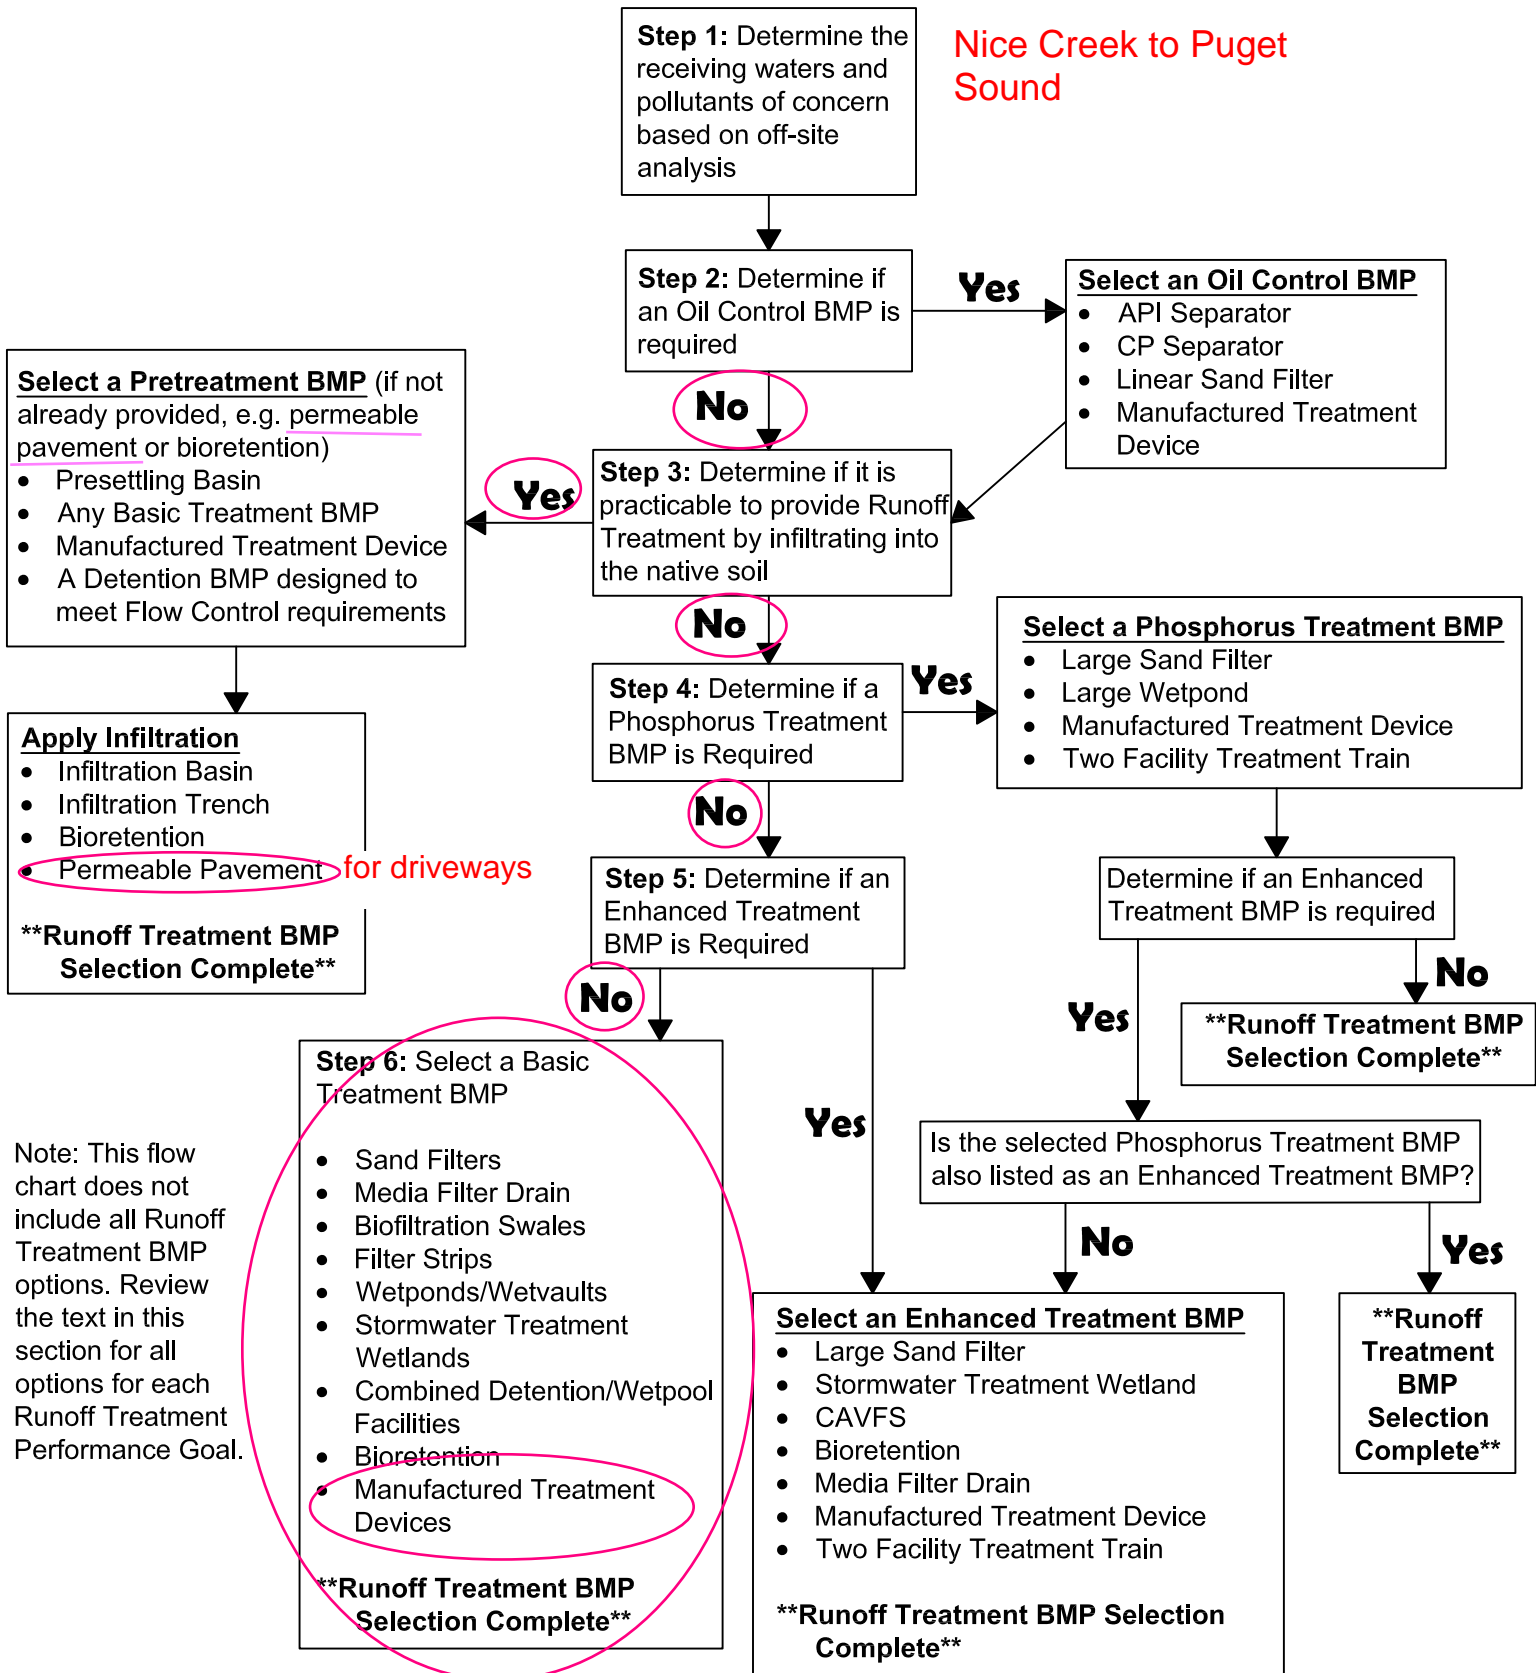 Step 1: Determine the
receiving waters and
pollutants of concern
based on off-site
analysis
Nice Creek to Puget
Sound
Step 2: Determine if
an Oil Control BMP is
required
Yes
Select an Oil Control BMP
• API Separator
• CP Separator
• Linear Sand Filter
• Manufactured Treatment
Device
No
Select a Pretreatment BMP (if not
already provided, e.g. permeable
pavement or bioretention)
• Presettling Basin
• Any Basic Treatment BMP
• Manufactured Treatment Device
• A Detention BMP designed to
meet Flow Control requirements
Yes
Step 3: Determine if it is
practicable to provide Runoff
Treatment by infiltrating into
the native soil
No
Apply Infiltration
• Infiltration Basin
• Infiltration Trench
• Bioretention
• Permeable Pavement
for driveways
**Runoff Treatment BMP
Selection Complete**
Step 4: Determine if a
Phosphorus Treatment
BMP is Required
Yes
Select a Phosphorus Treatment BMP
• Large Sand Filter
• Large Wetpond
• Manufactured Treatment Device
• Two Facility Treatment Train
No
Step 5: Determine if an
Enhanced Treatment
BMP is Required
Determine if an Enhanced
Treatment BMP is required
No
Yes
No
**Runoff Treatment BMP
Selection Complete**
Step 6: Select a Basic
Treatment BMP
• Sand Filters
• Media Filter Drain
• Biofiltration Swales
• Filter Strips
• Wetponds/Wetvaults
• Stormwater Treatment
Wetlands
• Combined Detention/Wetpool
Facilities
• Bioretention
• Manufactured Treatment
Devices
**Runoff Treatment BMP
Selection Complete**
Yes
Is the selected Phosphorus Treatment BMP
also listed as an Enhanced Treatment BMP?
No
Yes
Note: This flow
chart does not
include all Runoff
Treatment BMP
options. Review
the text in this
section for all
options for each
Runoff Treatment
Performance Goal.
Select an Enhanced Treatment BMP
• Large Sand Filter
• Stormwater Treatment Wetland
• CAVFS
• Bioretention
• Media Filter Drain
• Manufactured Treatment Device
• Two Facility Treatment Train
**Runoff Treatment BMP Selection
Complete**
**Runoff
Treatment
BMP
Selection
Complete**